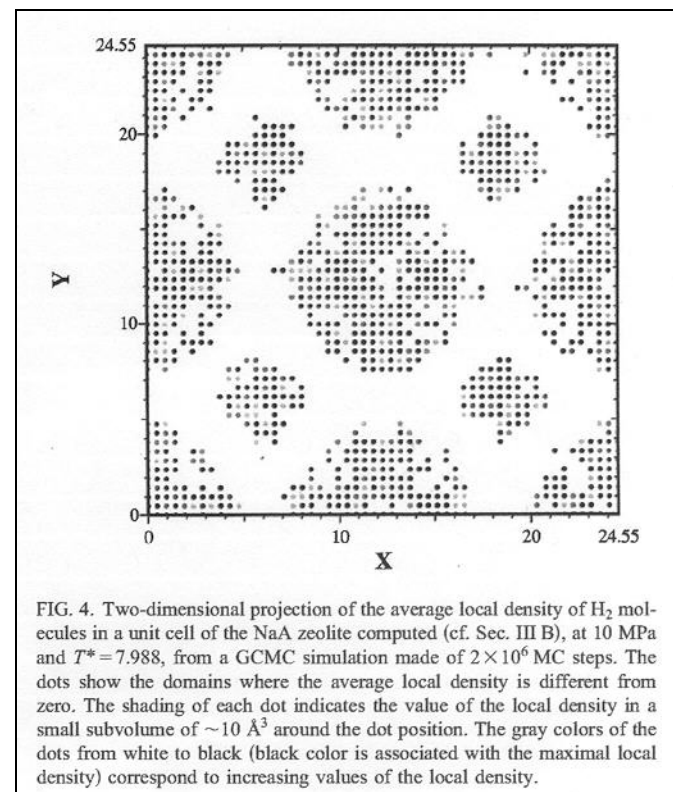 24.55
20
Y
10
0
0
10
20
24.55
X
FIG. 4. Two-dimensional projection of the average local density of H₂ mol-
ecules in a unit cell of the NaA zeolite computed (cf. Sec. III B), at 10 MPa
and T*=7.988, from a GCMC simulation made of 2×10⁶ MC steps. The
dots show the domains where the average local density is different from
zero. The shading of each dot indicates the value of the local density in a
small subvolume of ~10 Å³ around the dot position. The gray colors of the
dots from white to black (black color is associated with the maximal local
density) correspond to increasing values of the local density.